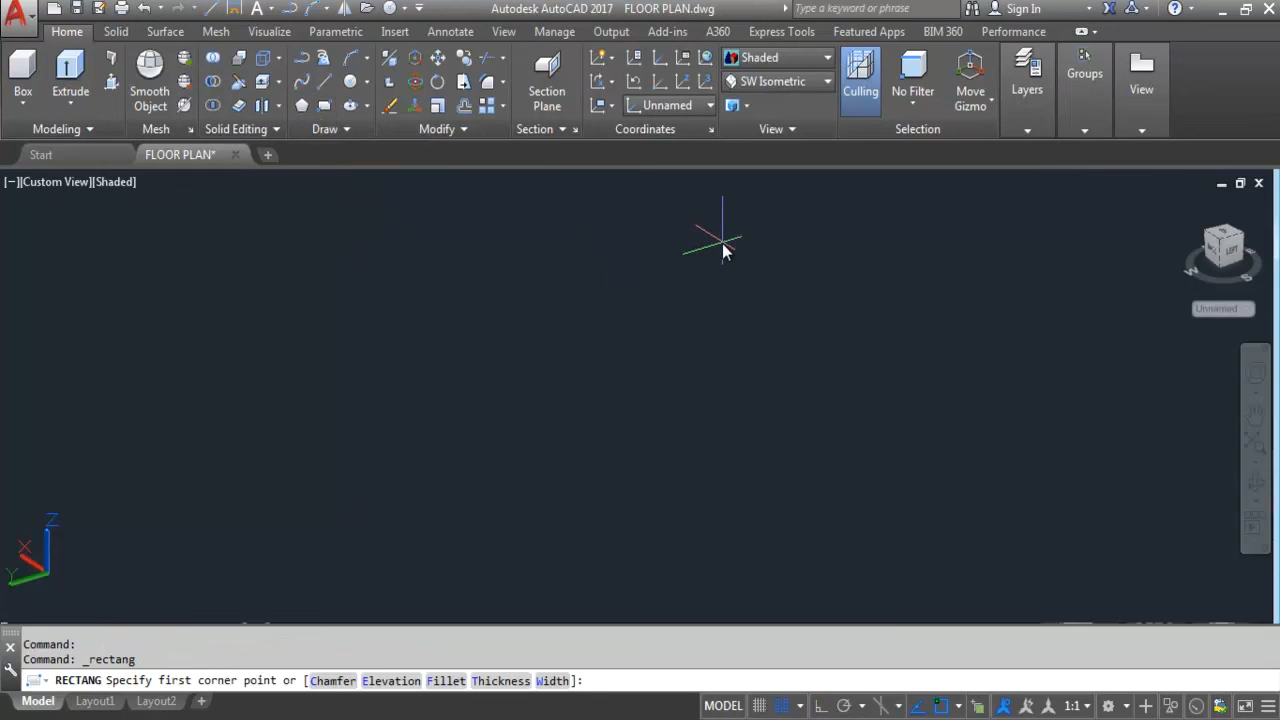 Autodesk AutoCAD 2017 FLOOR PLAN.dwg
Type a keyword or phrase
Sign In
Home Solid Surface Mesh Visualize Parametric Insert Annotate View Manage Output Add-ins A360 Express Tools Featured Apps BIM 360 Performance
Shaded
SW Isometric
Unnamed
Box
Extrude
Smooth
Object
Section
Plane
Culling
No Filter
Move
Gizmo
Layers
Groups
View
Modeling Mesh Solid Editing Draw Modify Section Coordinates View Selection
Start FLOOR PLAN*
[−][Custom View][Shaded]
LEFT
W
S
Unnamed
Z
X
Y
Command:
Command: _rectang
RECTANG Specify first corner point or [Chamfer Elevation Fillet Thickness Width]:
Model Layout1 Layout2
MODEL
1:1